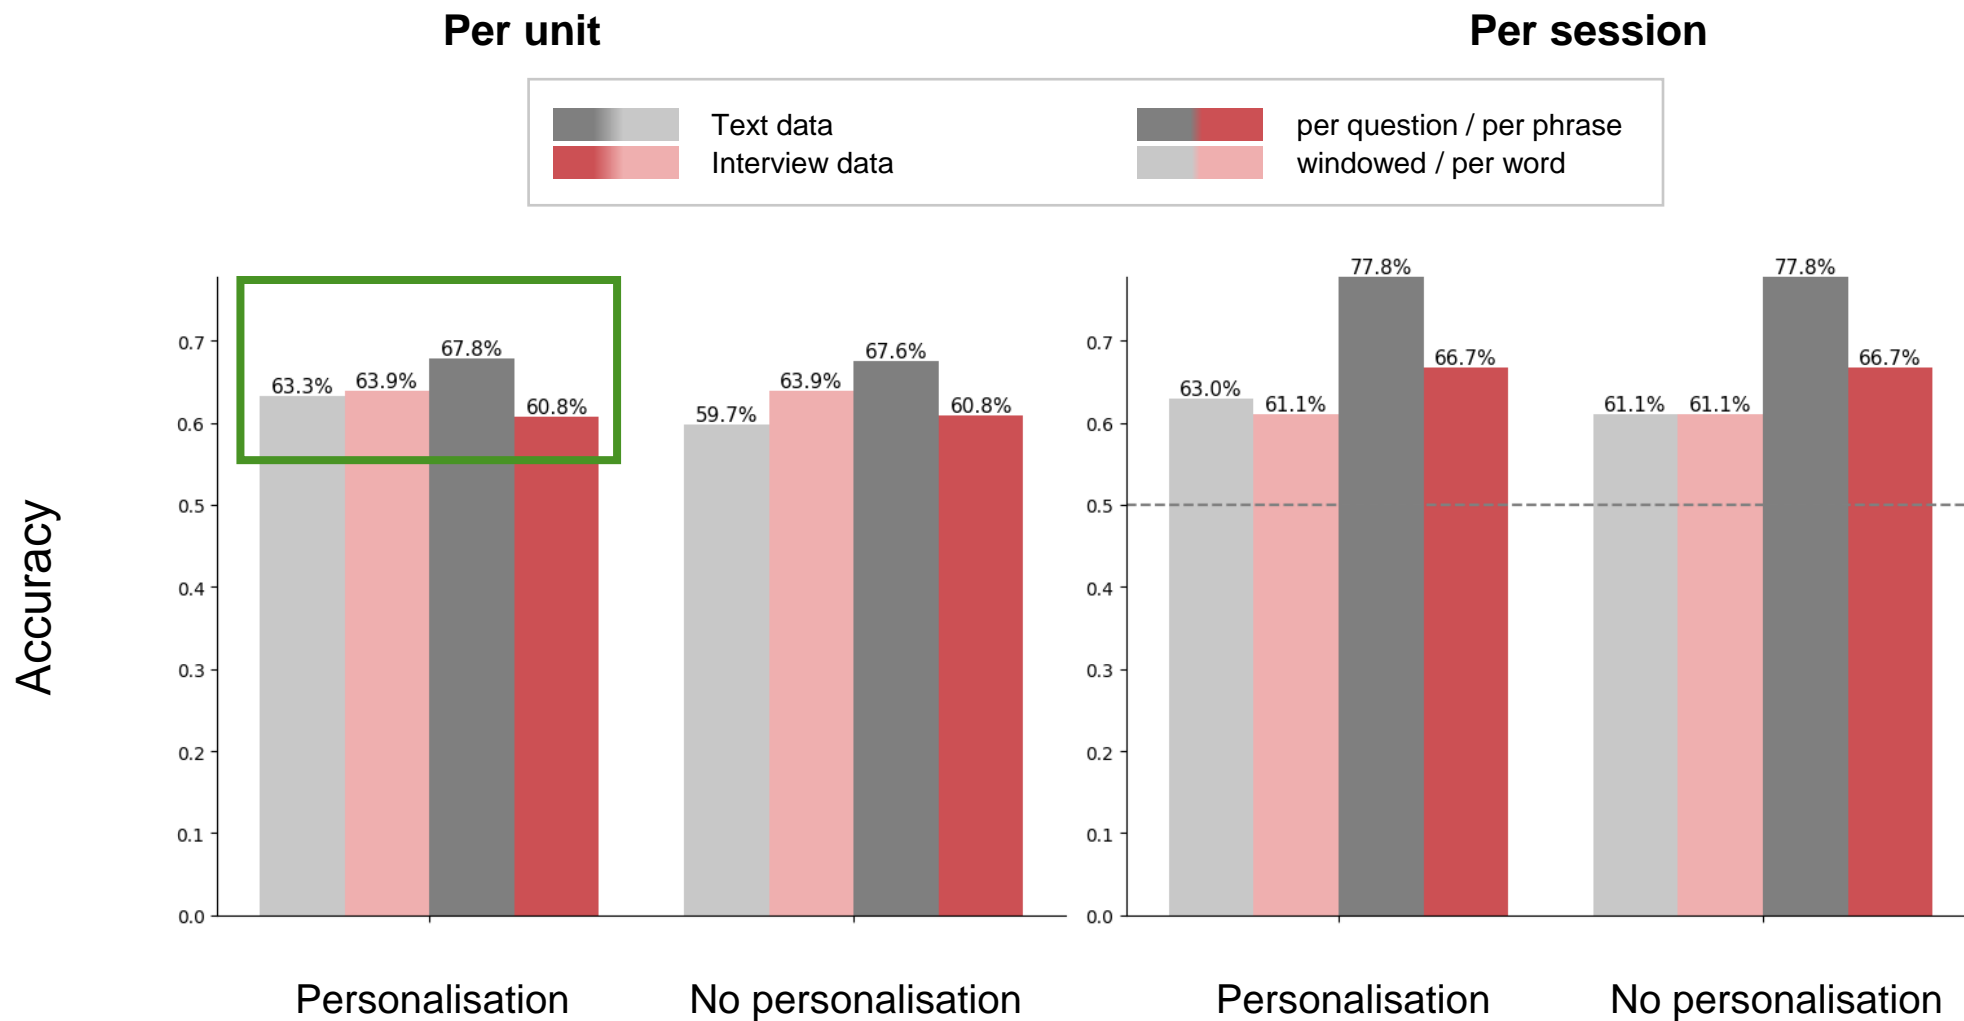 Per unit
Per session
Text data
Interview data
per question / per phrase
windowed / per word
Accuracy
0.7
0.6
0.5
0.4
0.3
0.2
0.1
0.0
63.3%
63.9%
67.8%
60.8%
59.7%
63.9%
67.6%
60.8%
Personalisation
No personalisation
0.7
0.6
0.5
0.4
0.3
0.2
0.1
0.0
63.0%
61.1%
77.8%
66.7%
61.1%
61.1%
77.8%
66.7%
Personalisation
No personalisation